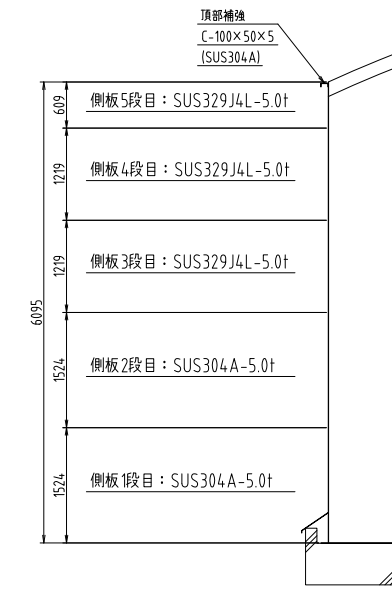 頂部補強
C-100×50×5
(SUS304A)
609
側板5段目：SUS329J4L-5.0t
1219
側板4段目：SUS329J4L-5.0t
1219
側板3段目：SUS329J4L-5.0t
6095
1524
側板2段目：SUS304A-5.0t
1524
側板1段目：SUS304A-5.0t